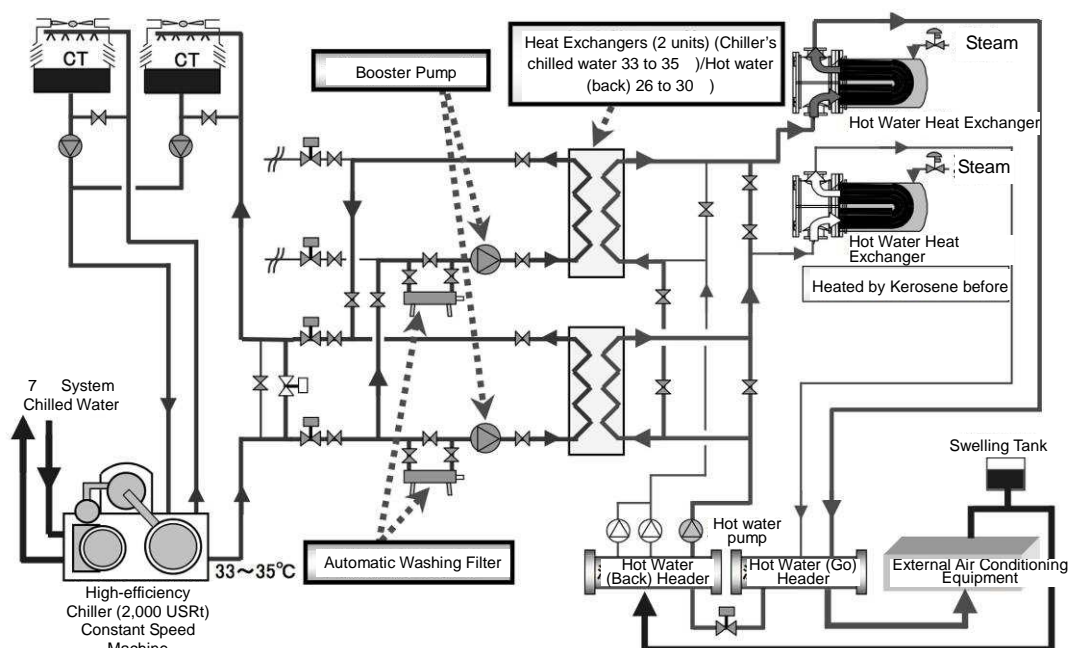 CT
CT
Booster Pump
Heat Exchangers (2 units) (Chiller's
chilled water 33 to 35 )/Hot water
(back) 26 to 30 )
Steam
Hot Water Heat Exchanger
Steam
Hot Water Heat
Exchanger
Heated by Kerosene before
7 System
Chilled Water
Swelling Tank
Hot water
pump
Automatic Washing Filter
33~35℃
Hot Water
(Back) Header
Hot Water (Go)
Header
External Air Conditioning
Equipment
High-efficiency
Chiller (2,000 USRt)
Constant Speed
Machine